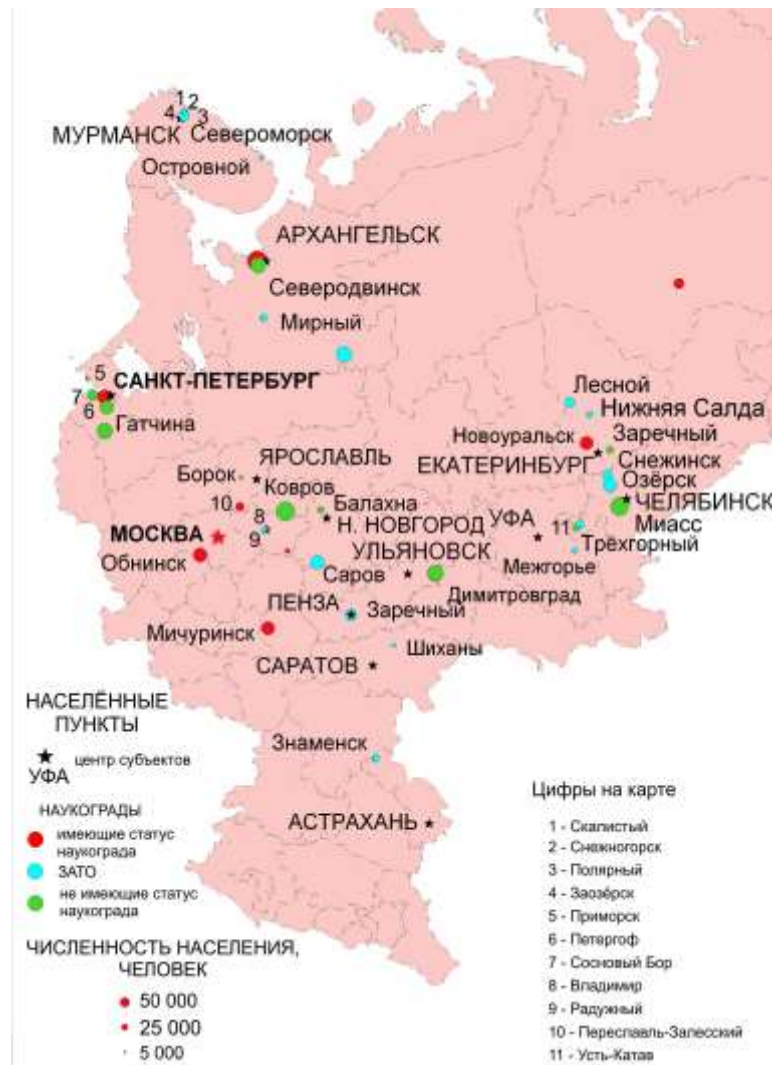 1
2
4
3
МУРМАНСК Североморск
Островной
АРХАНГЕЛЬСК
Северодвинск
Мирный
5
САНКТ-ПЕТЕРБУРГ
7
6
Гатчина
Лесной
Нижняя Салда
Новоуральск
Заречный
ЕКАТЕРИНБУРГ
Снежинск
Озёрск
ЧЕЛЯБИНСК
Миасс
ЯРОСЛАВЛЬ
Борок
Ковров
10
8
Балахна
Н. НОВГОРОД
УФА
11
МОСКВА
9
УЛЬЯНОВСК
Трёхгорный
Обнинск
Саров
Межгорье
Димитровград
ПЕНЗА
Заречный
Мичуринск
Шиханы
САРАТОВ
Знаменск
АСТРАХАНЬ
НАСЕЛЁННЫЕ
ПУНКТЫ
центр субъектов
УФА
НАУКОГРАДЫ
имеющие статус
наукограда
ЗАТО
не имеющие статус
наукограда
ЧИСЛЕННОСТЬ НАСЕЛЕНИЯ,
ЧЕЛОВЕК
50 000
25 000
5 000
Цифры на карте
1 - Скалистый
2 - Снежногорск
3 - Полярный
4 - Заозёрск
5 - Приморск
6 - Петергоф
7 - Сосновый Бор
8 - Владимир
9 - Радужный
10 - Переславль-Залесский
11 - Усть-Катав